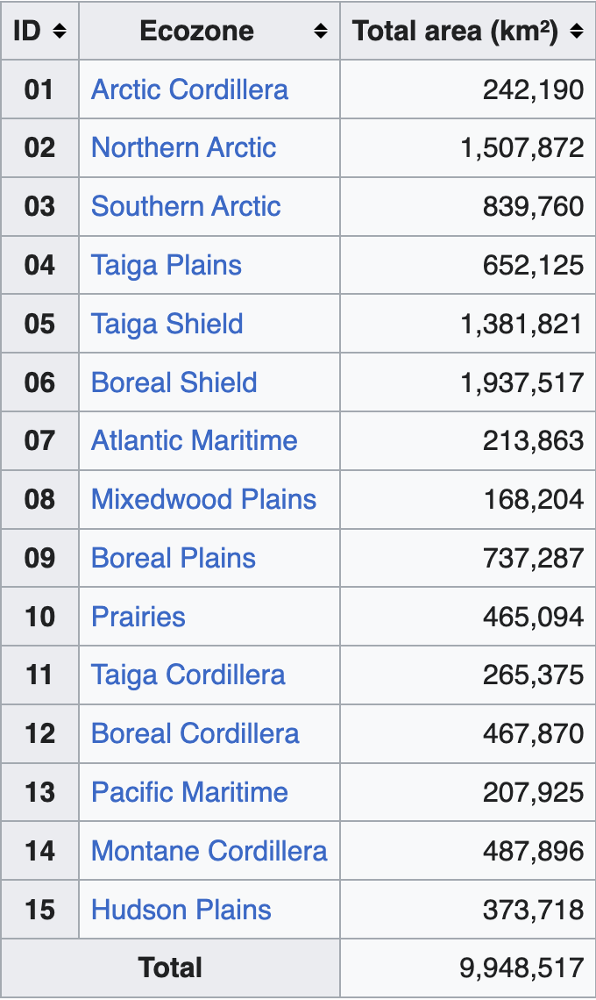 ID Ecozone Total area (km²)
01 Arctic Cordillera 242,190
02 Northern Arctic 1,507,872
03 Southern Arctic 839,760
04 Taiga Plains 652,125
05 Taiga Shield 1,381,821
06 Boreal Shield 1,937,517
07 Atlantic Maritime 213,863
08 Mixedwood Plains 168,204
09 Boreal Plains 737,287
10 Prairies 465,094
11 Taiga Cordillera 265,375
12 Boreal Cordillera 467,870
13 Pacific Maritime 207,925
14 Montane Cordillera 487,896
15 Hudson Plains 373,718
Total 9,948,517